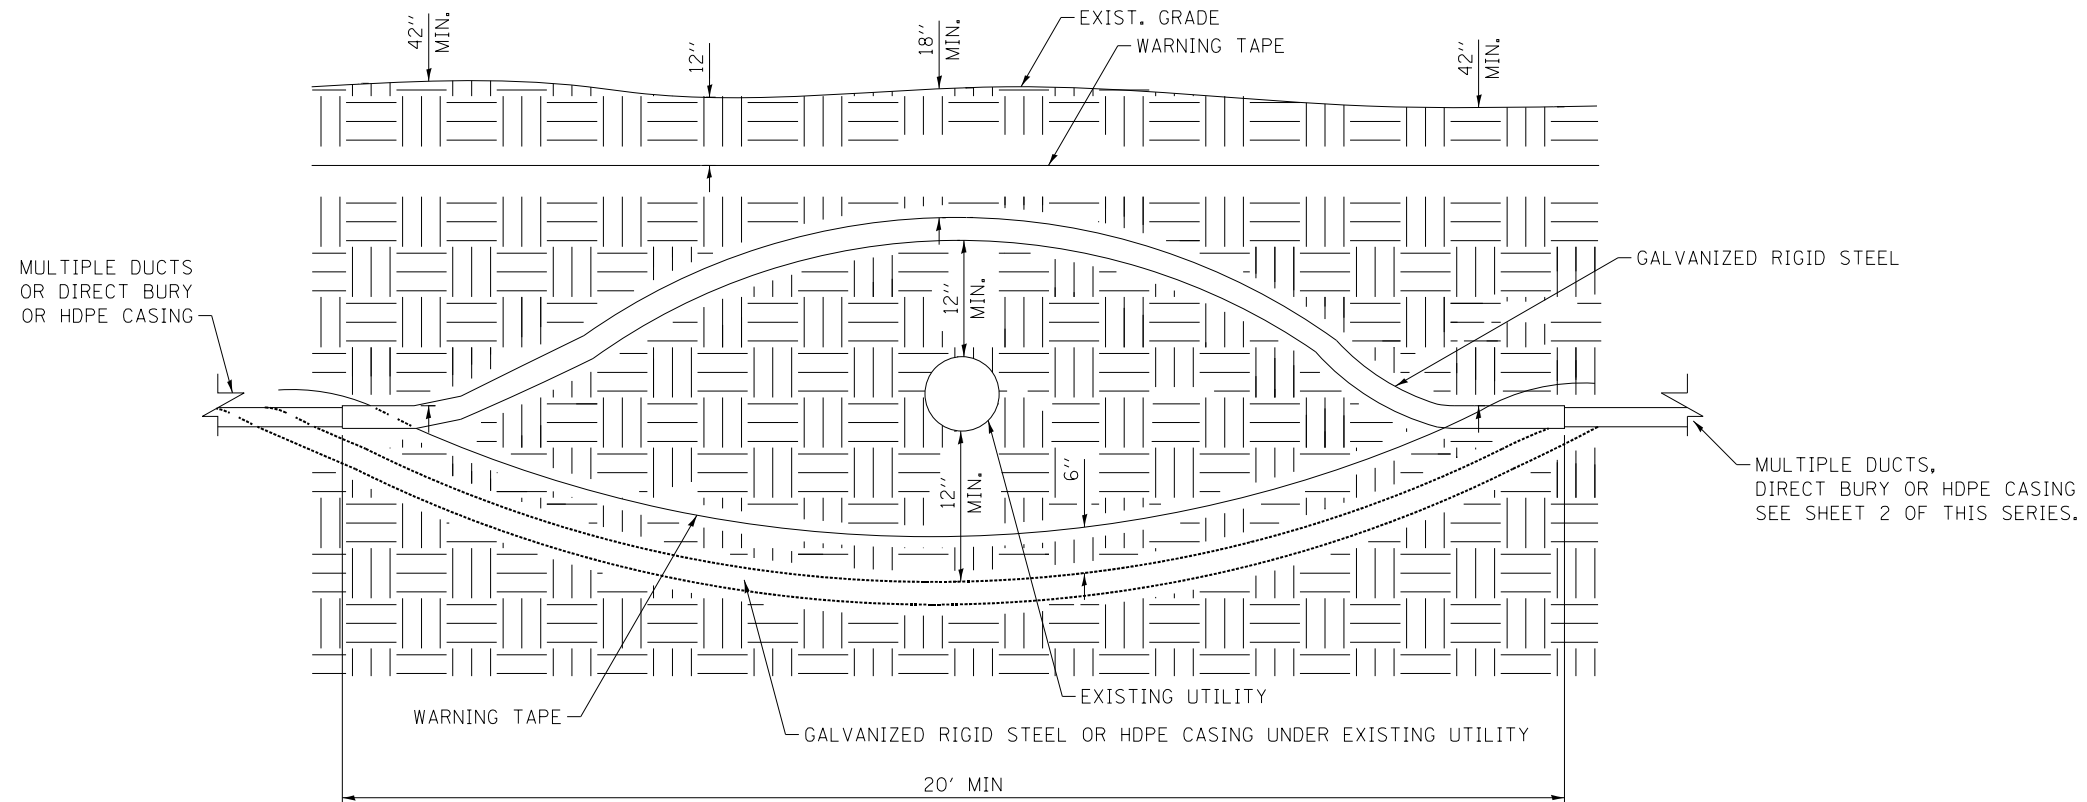 42"
MIN.
12"
18"
MIN.
EXIST. GRADE
WARNING TAPE
42"
MIN.
MULTIPLE DUCTS
OR DIRECT BURY
OR HDPE CASING
GALVANIZED RIGID STEEL
12"
MIN.
12"
MIN.
6"
MULTIPLE DUCTS,
DIRECT BURY OR HDPE CASING
SEE SHEET 2 OF THIS SERIES.
EXISTING UTILITY
WARNING TAPE
GALVANIZED RIGID STEEL OR HDPE CASING UNDER EXISTING UTILITY
20' MIN